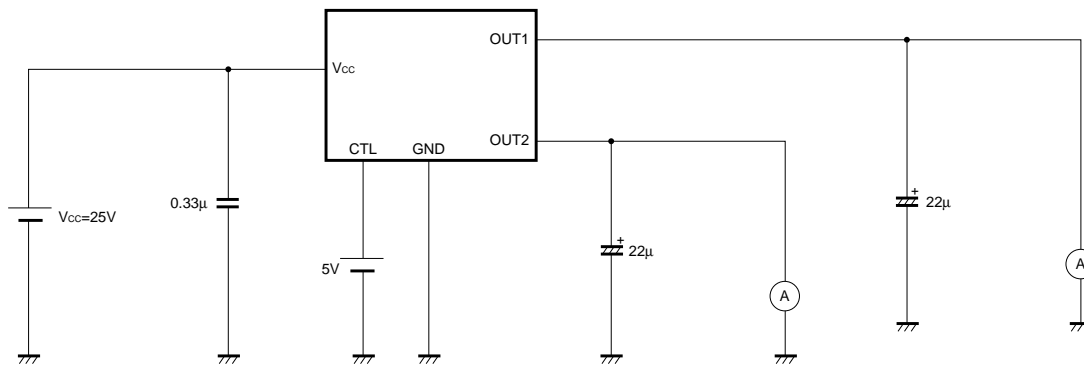 OUT1
Vcc
OUT2
CTL GND
0.33μ
+
22μ
Vcc=25V
+
22μ
5V
A
A